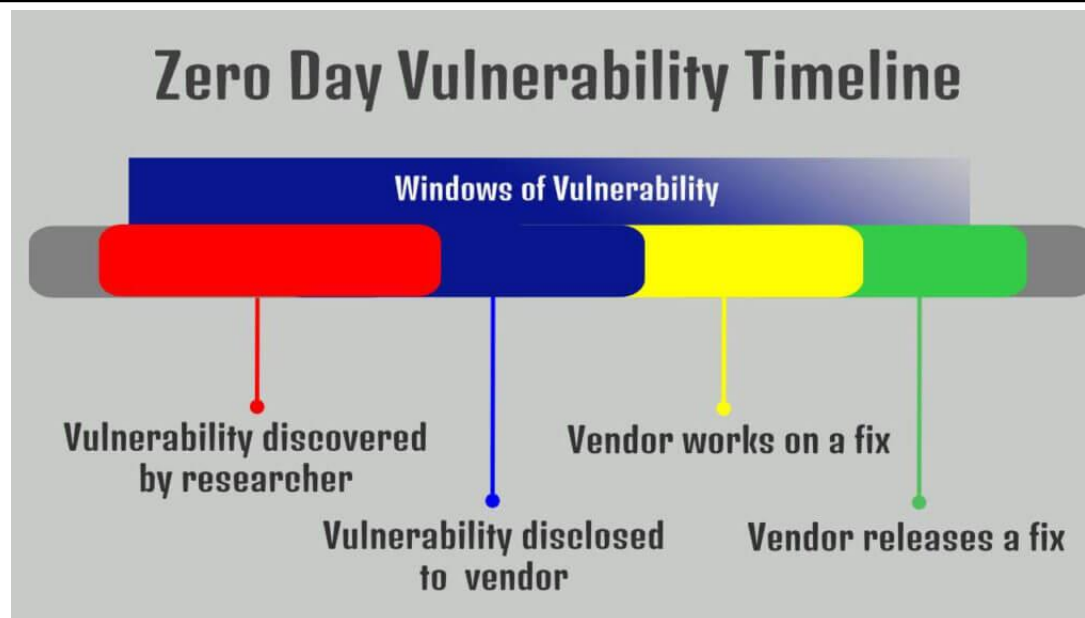 Zero Day Vulnerability Timeline
Windows of Vulnerability
Vulnerability discovered
by researcher
Vulnerability disclosed
to vendor
Vendor works on a fix
Vendor releases a fix